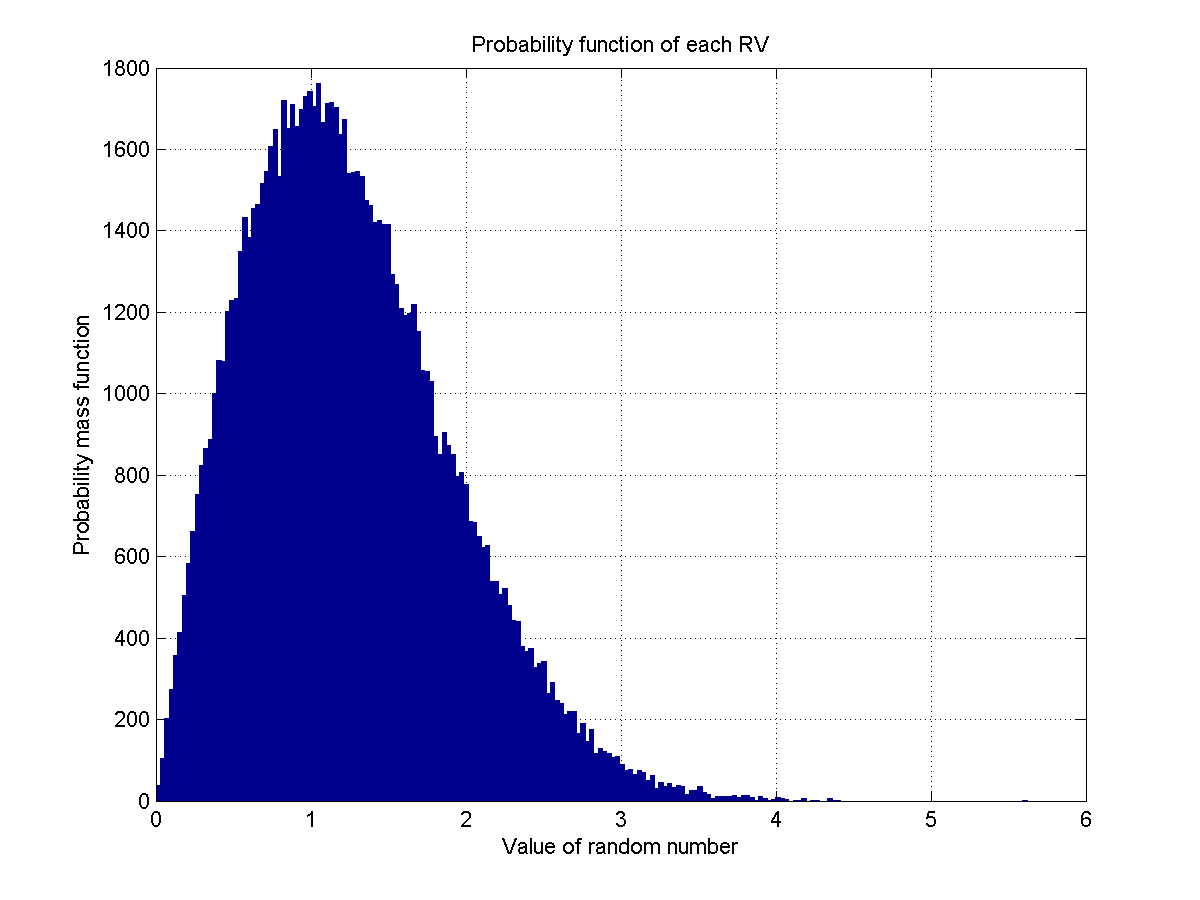 Probability function of each RV
1800
1600
1400
1200
1000
800
600
400
200
0
Probability mass function
0 1 2 3 4 5 6
Value of random number